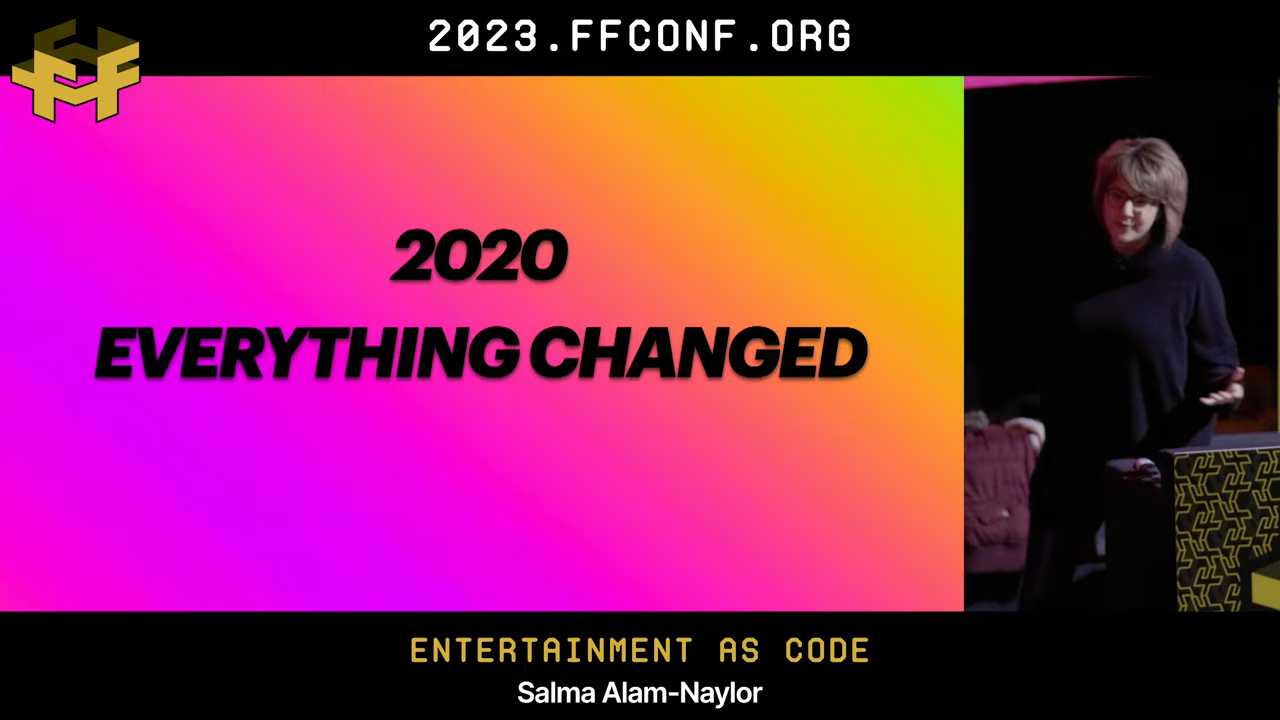 2023.FFCONF.ORG
2020
EVERYTHING CHANGED
ENTERTAINMENT AS CODE
Salma Alam-Naylor